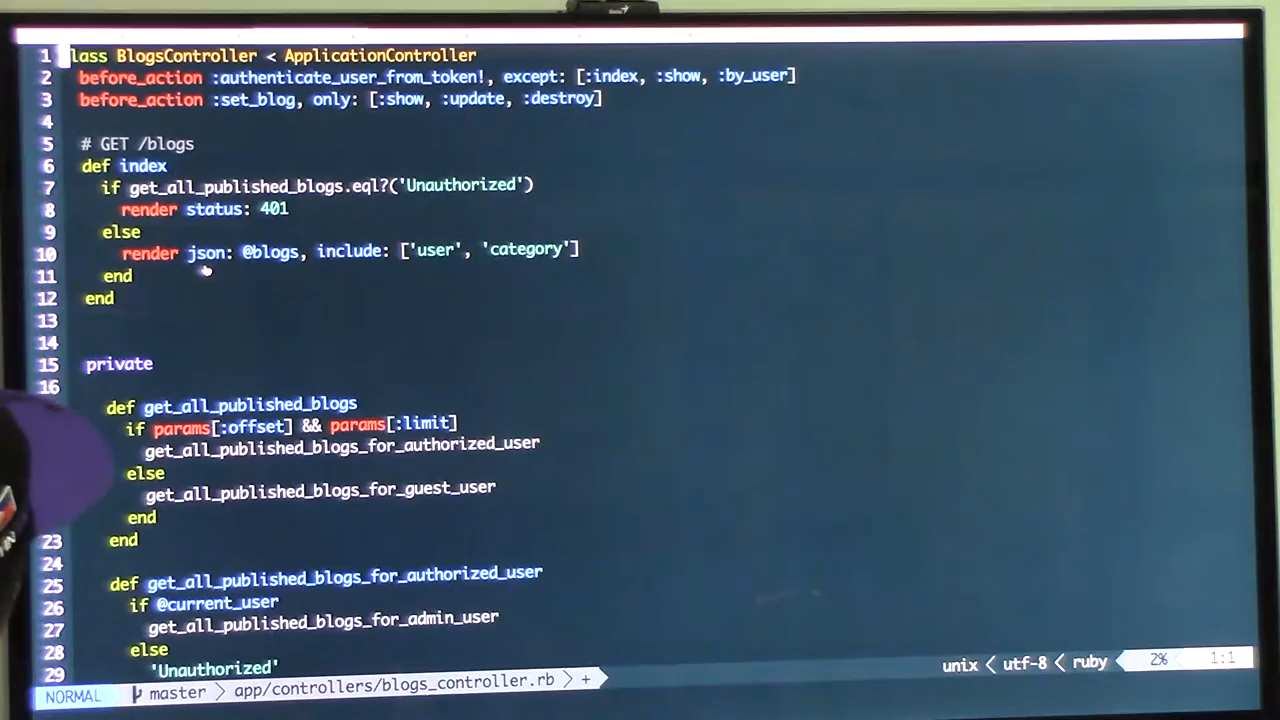 1 lass BlogsController < ApplicationController
2 before_action :authenticate_user_from_token!, except: [:index, :show, :by_user]
3 before_action :set_blog, only: [:show, :update, :destroy]
4
5 # GET /blogs
6 def index
7 if get_all_published_blogs.eql?('Unauthorized')
8 render status: 401
9 else
10 render json: @blogs, include: ['user', 'category']
11 end
12 end
13
14
15 private
16
def get_all_published_blogs
if params[:offset] && params[:limit]
get_all_published_blogs_for_authorized_user
else
get_all_published_blogs_for_guest_user
end
23 end
24
25 def get_all_published_blogs_for_authorized_user
26 if @current_user
27 get_all_published_blogs_for_admin_user
28 else
29 'Unauthorized'
NORMAL master app/controllers/blogs_controller.rb + unix < utf-8 < ruby 2% 1:1
Genius